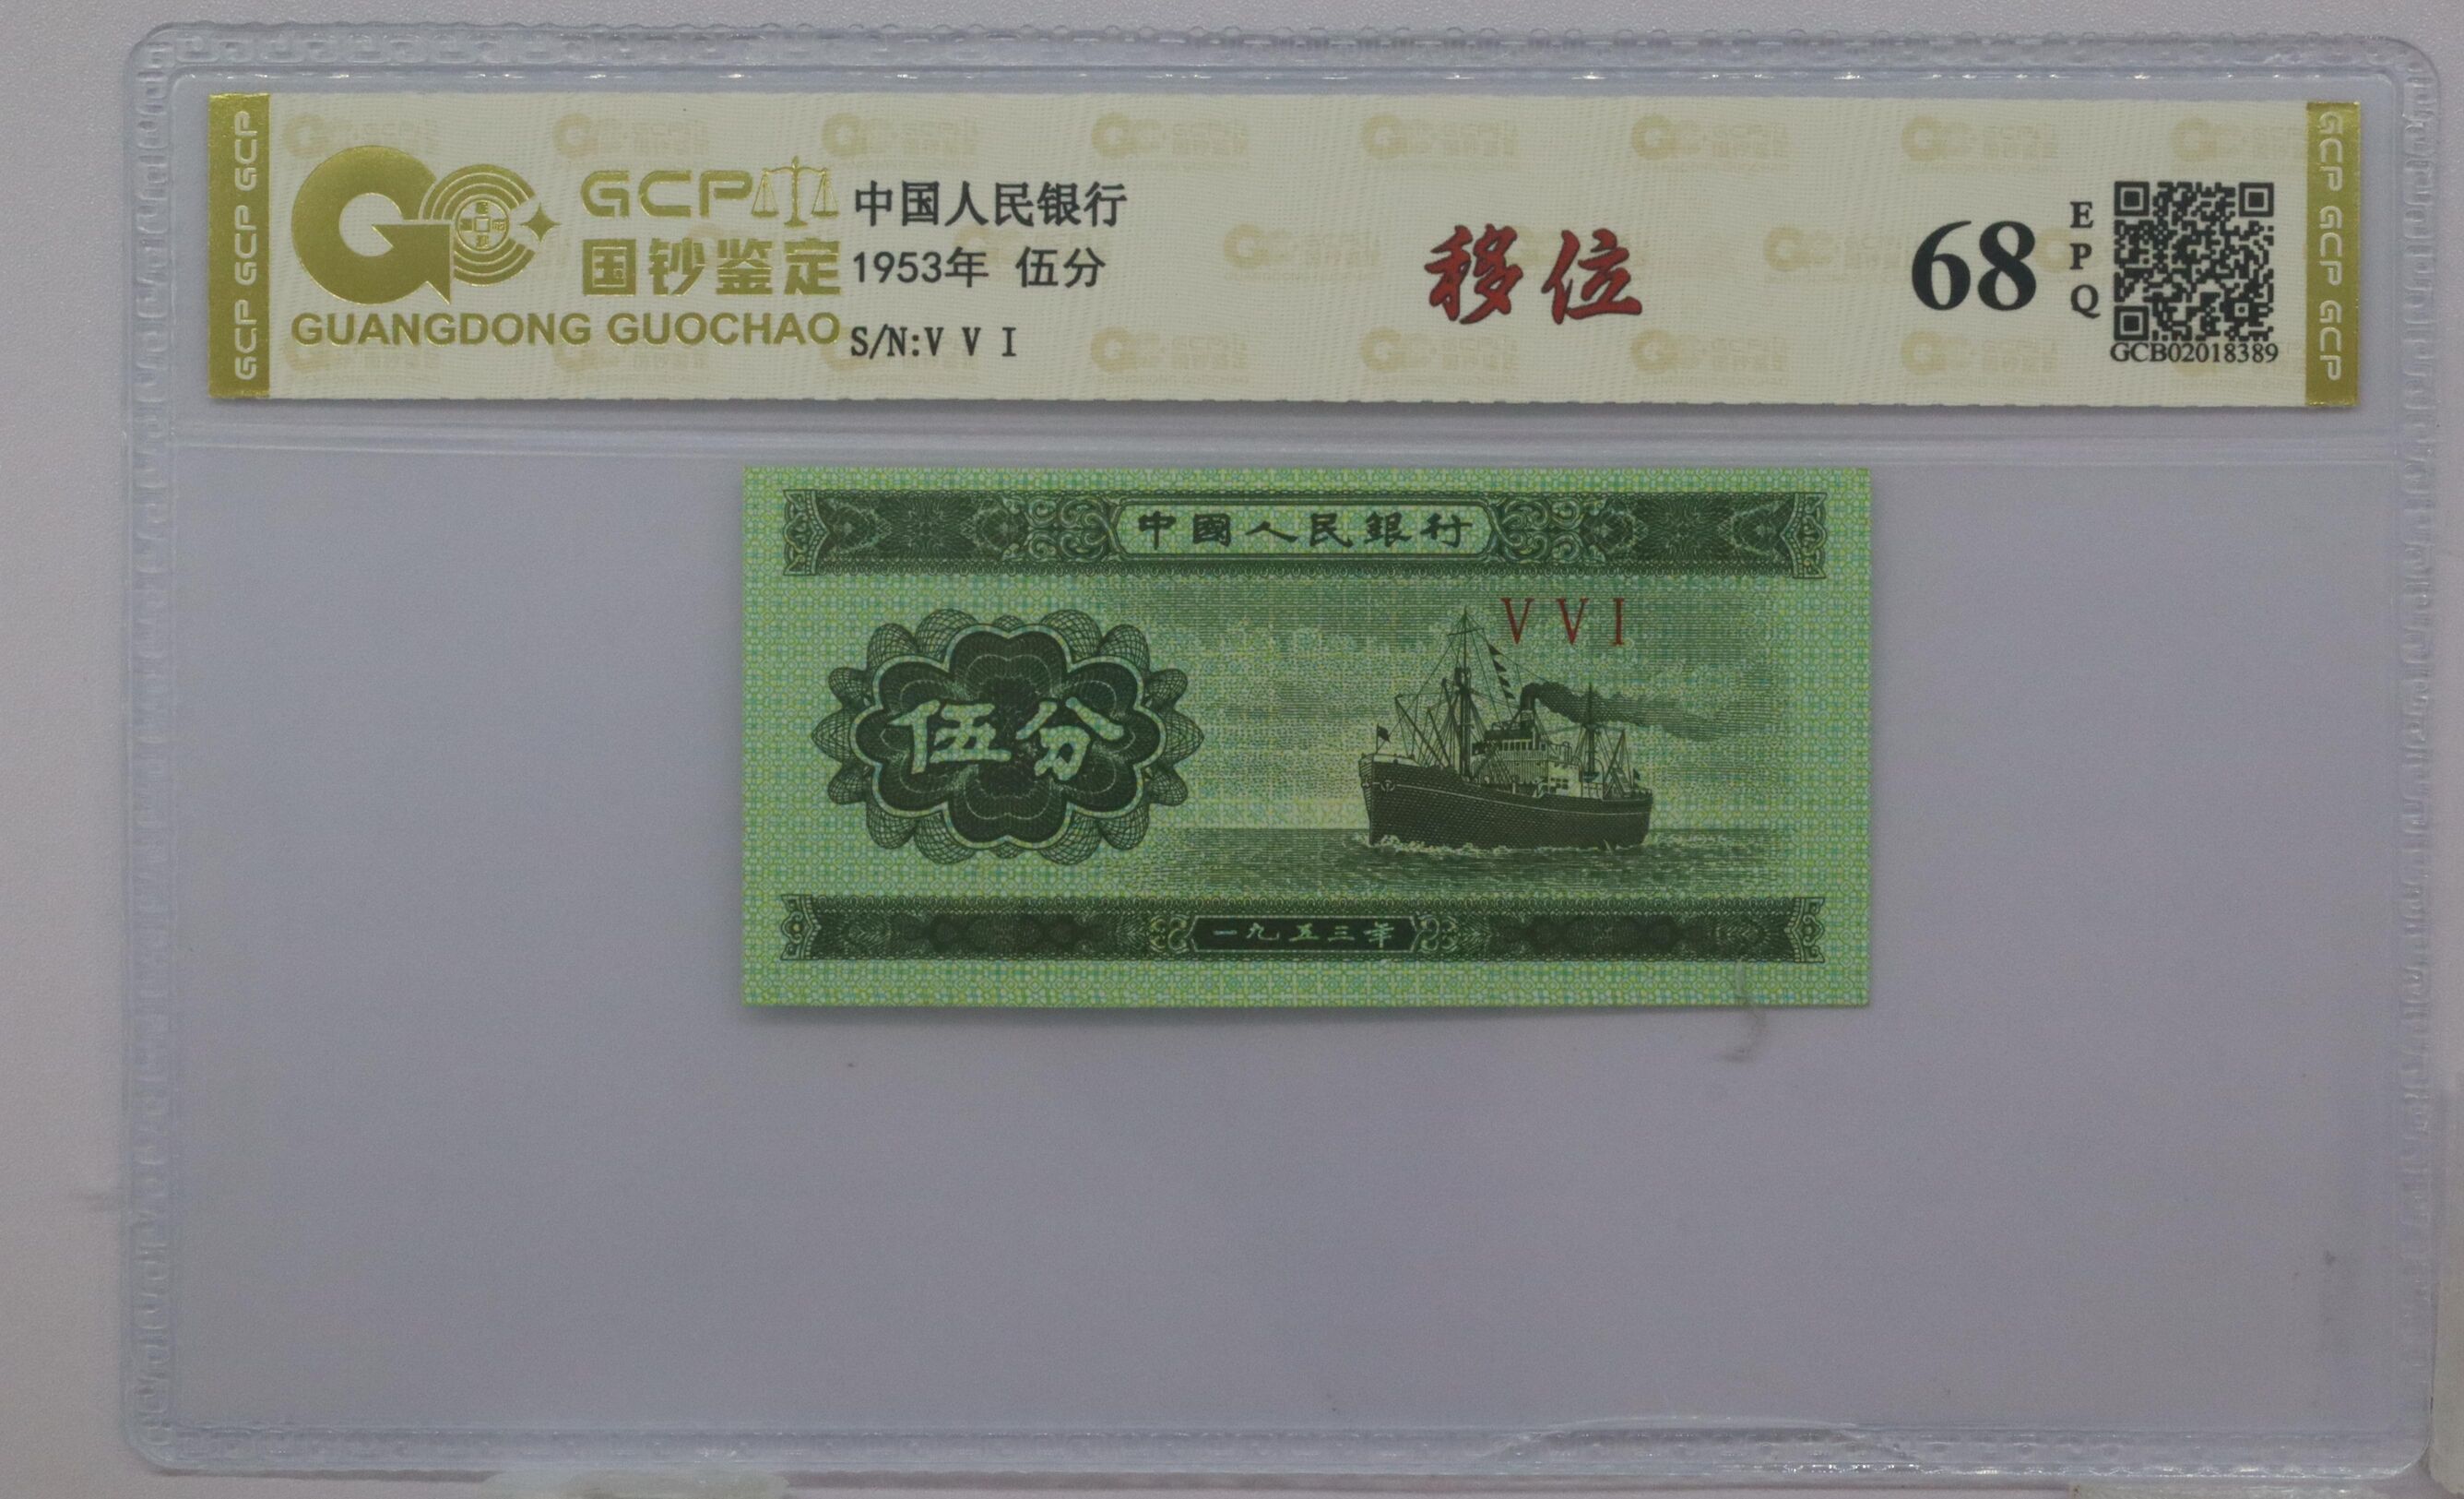 GCP GCP GCP
GCP
国钞鉴定
GUANGDONG GUOCHAO
中国人民银行
1953年 伍分
S/N:V V I
移位
68
EPQ
GCB02018389
GCP GCP GCP
中國人民銀行
V V I
伍分
一九五三年